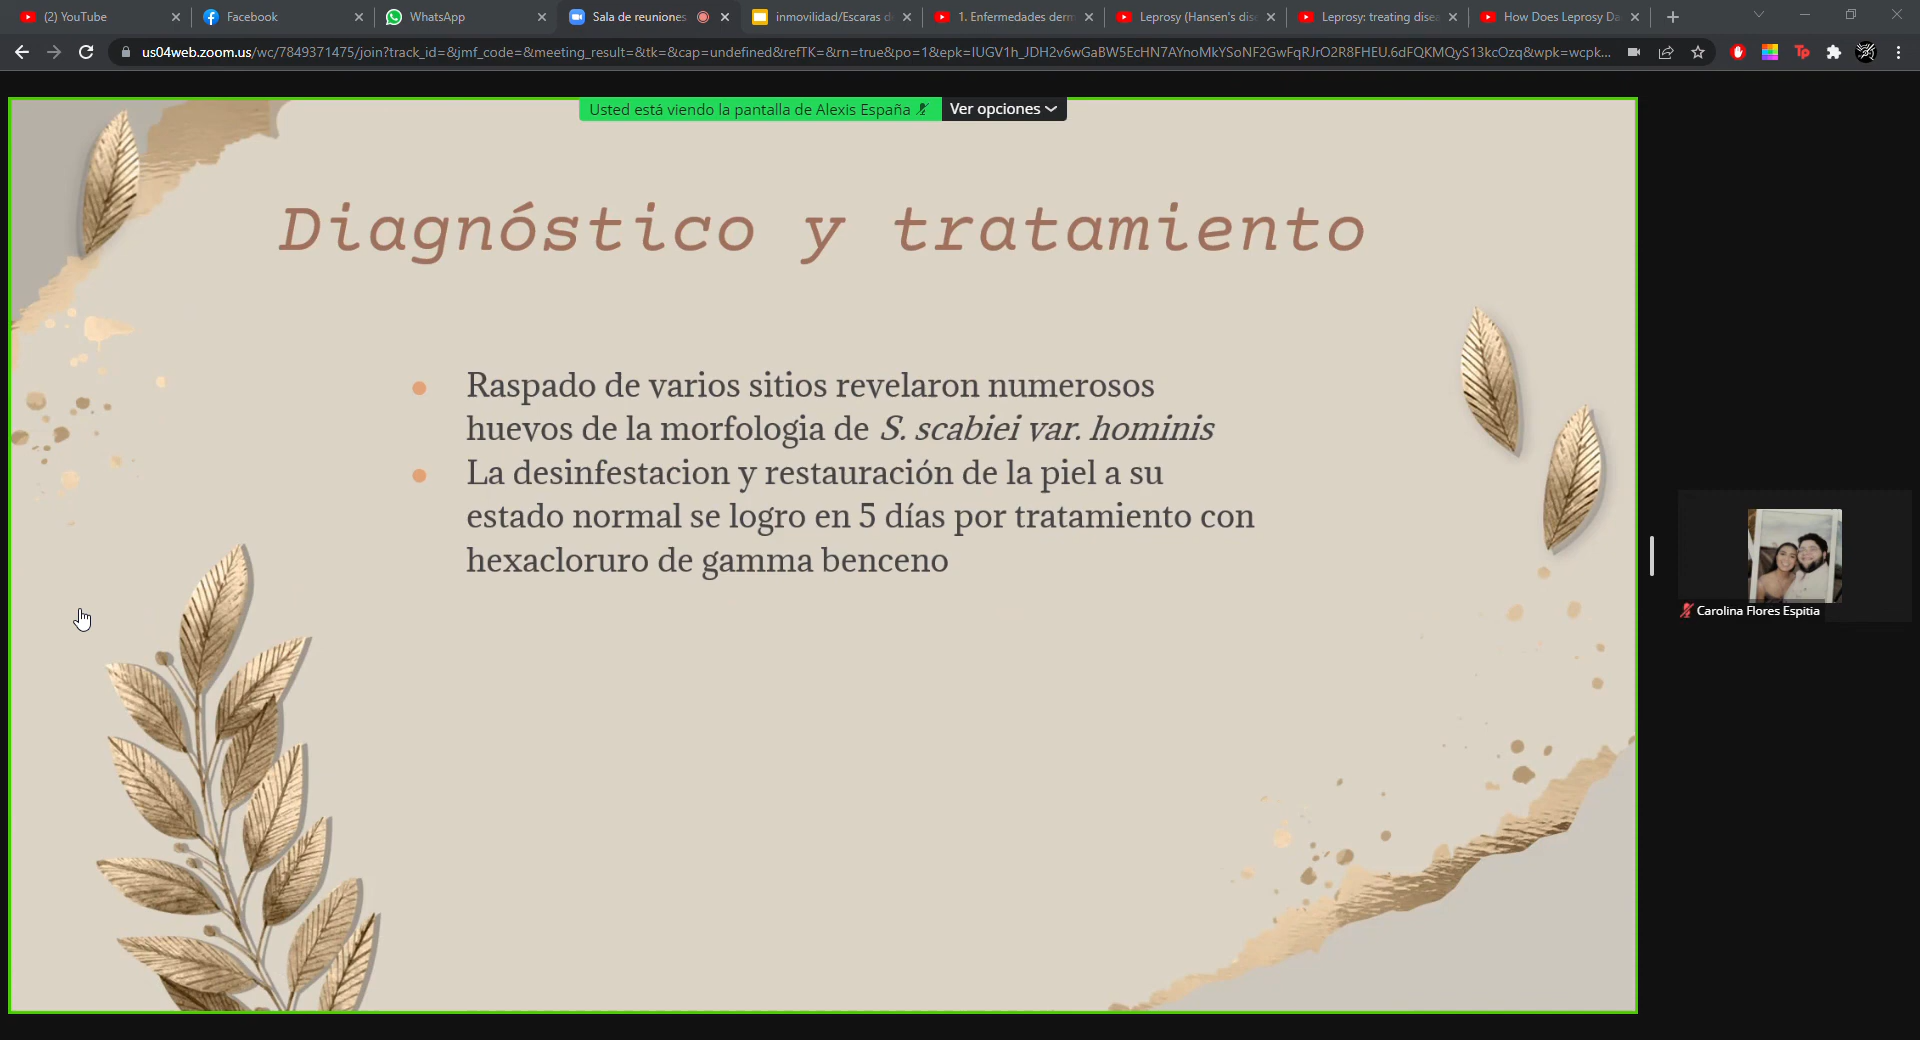 (2) YouTube
Facebook
WhatsApp
Sala de reuniones
inmovilidad/Escaras d
1. Enfermedades derm
Leprosy (Hansen's dis
Leprosy: treating disea
How Does Leprosy Da
us04web.zoom.us/wc/7849371475/join?track_id=&jmf_code=&meeting_result=&tk=&cap=undefined&refTK=&rn=true&po=1&epk=IUGV1h_JDH2v6wGaBW5EcHN7AYnoMkYSoNF2GwFqRJrO2R8FHEU.6dFQKMQyS13kcOzq&wpk=wcpk...
Usted está viendo la pantalla de Alexis España
Ver opciones
Diagnóstico y tratamiento
Raspado de varios sitios revelaron numerosos
huevos de la morfologia de S. scabiei var. hominis
La desinfestacion y restauración de la piel a su
estado normal se logro en 5 días por tratamiento con
hexacloruro de gamma benceno
Carolina Flores Espitia